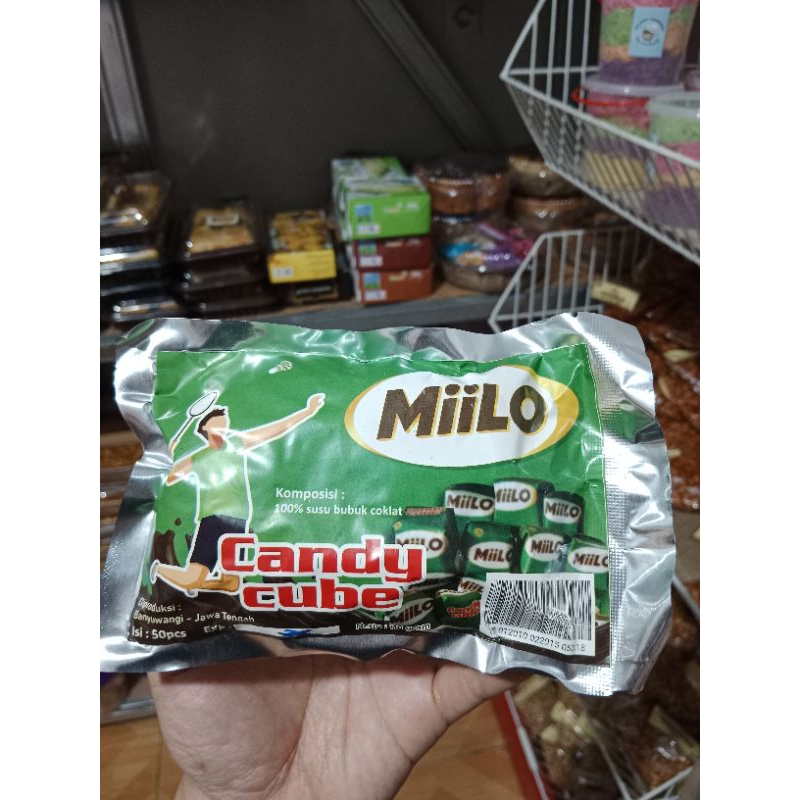 MiiLO
Komposisi :
100% susu bubuk coklat
MiiLO
MiiLO
MiiLO
MiiLO
MiiLO
MiiLO
Candy
cube
Diproduksi :
Banyuwangi - Jawa Tengah
Isi : 50pcs